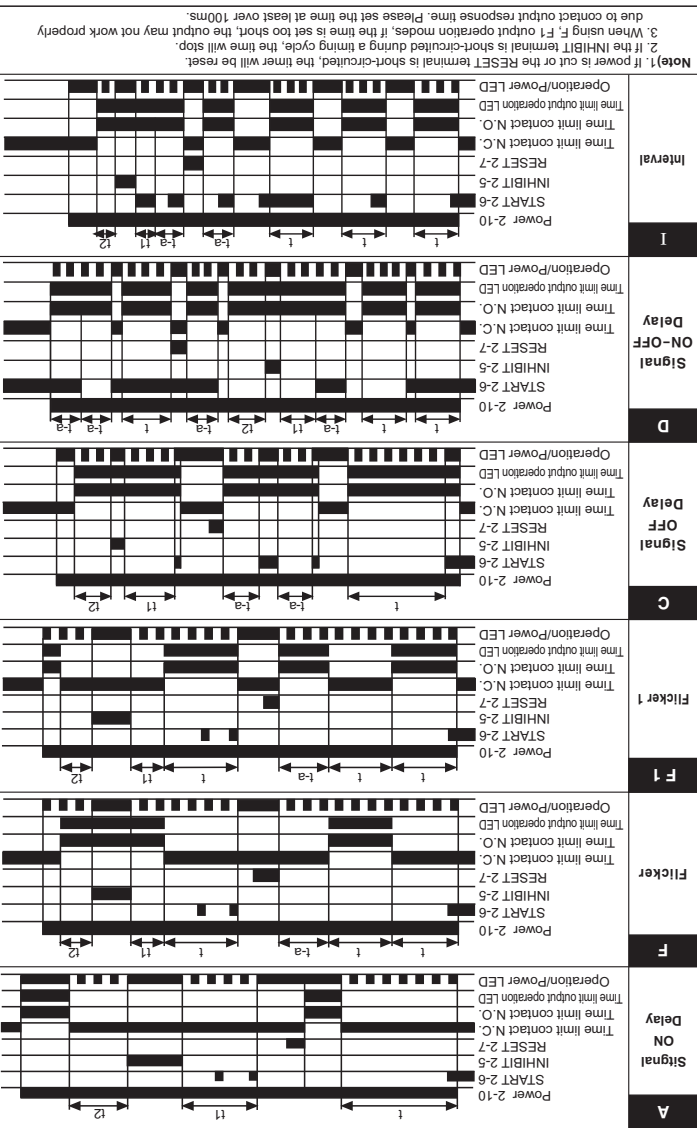 A
Sitgnal
ON
Delay
t t1 t2
Power 2-10
START 2-6
INHIBIT 2-5
RESET 2-7
Time limit contact N.C.
Time limit contact N.O.
Time limit output operation LED
Operation/Power LED
F
Flicker
t t t-a t t1 t2
Power 2-10
START 2-6
INHIBIT 2-5
RESET 2-7
Time limit contact N.C.
Time limit contact N.O.
Time limit output operation LED
Operation/Power LED
F 1
Flicker 1
t t t-a t t1 t2
Power 2-10
START 2-6
INHIBIT 2-5
RESET 2-7
Time limit contact N.C.
Time limit contact N.O.
Time limit output operation LED
Operation/Power LED
C
Signal
OFF
Delay
t t-a t-a t1 t2
Power 2-10
START 2-6
INHIBIT 2-5
RESET 2-7
Time limit contact N.C.
Time limit contact N.O.
Time limit output operation LED
Operation/Power LED
D
Signal
ON-OFF
Delay
t t t-a t1 t2 t-a t t-a t-a
Power 2-10
START 2-6
INHIBIT 2-5
RESET 2-7
Time limit contact N.C.
Time limit contact N.O.
Time limit output operation LED
Operation/Power LED
I
Interval
t t t t-a t-a t1 t2
Power 2-10
START 2-6
INHIBIT 2-5
RESET 2-7
Time limit contact N.C.
Time limit contact N.O.
Time limit output operation LED
Operation/Power LED
Note)1. If power is cut or the RESET terminal is short-circuited, the timer will be reset.
2. If the INHIBIT terminal is short-circuited during a timing cycle, the time will stop.
3. When using F, F1 output operation modes, if the time is set too short, the output may not work properly
due to contact output response time. Please set the time at least over 100ms.